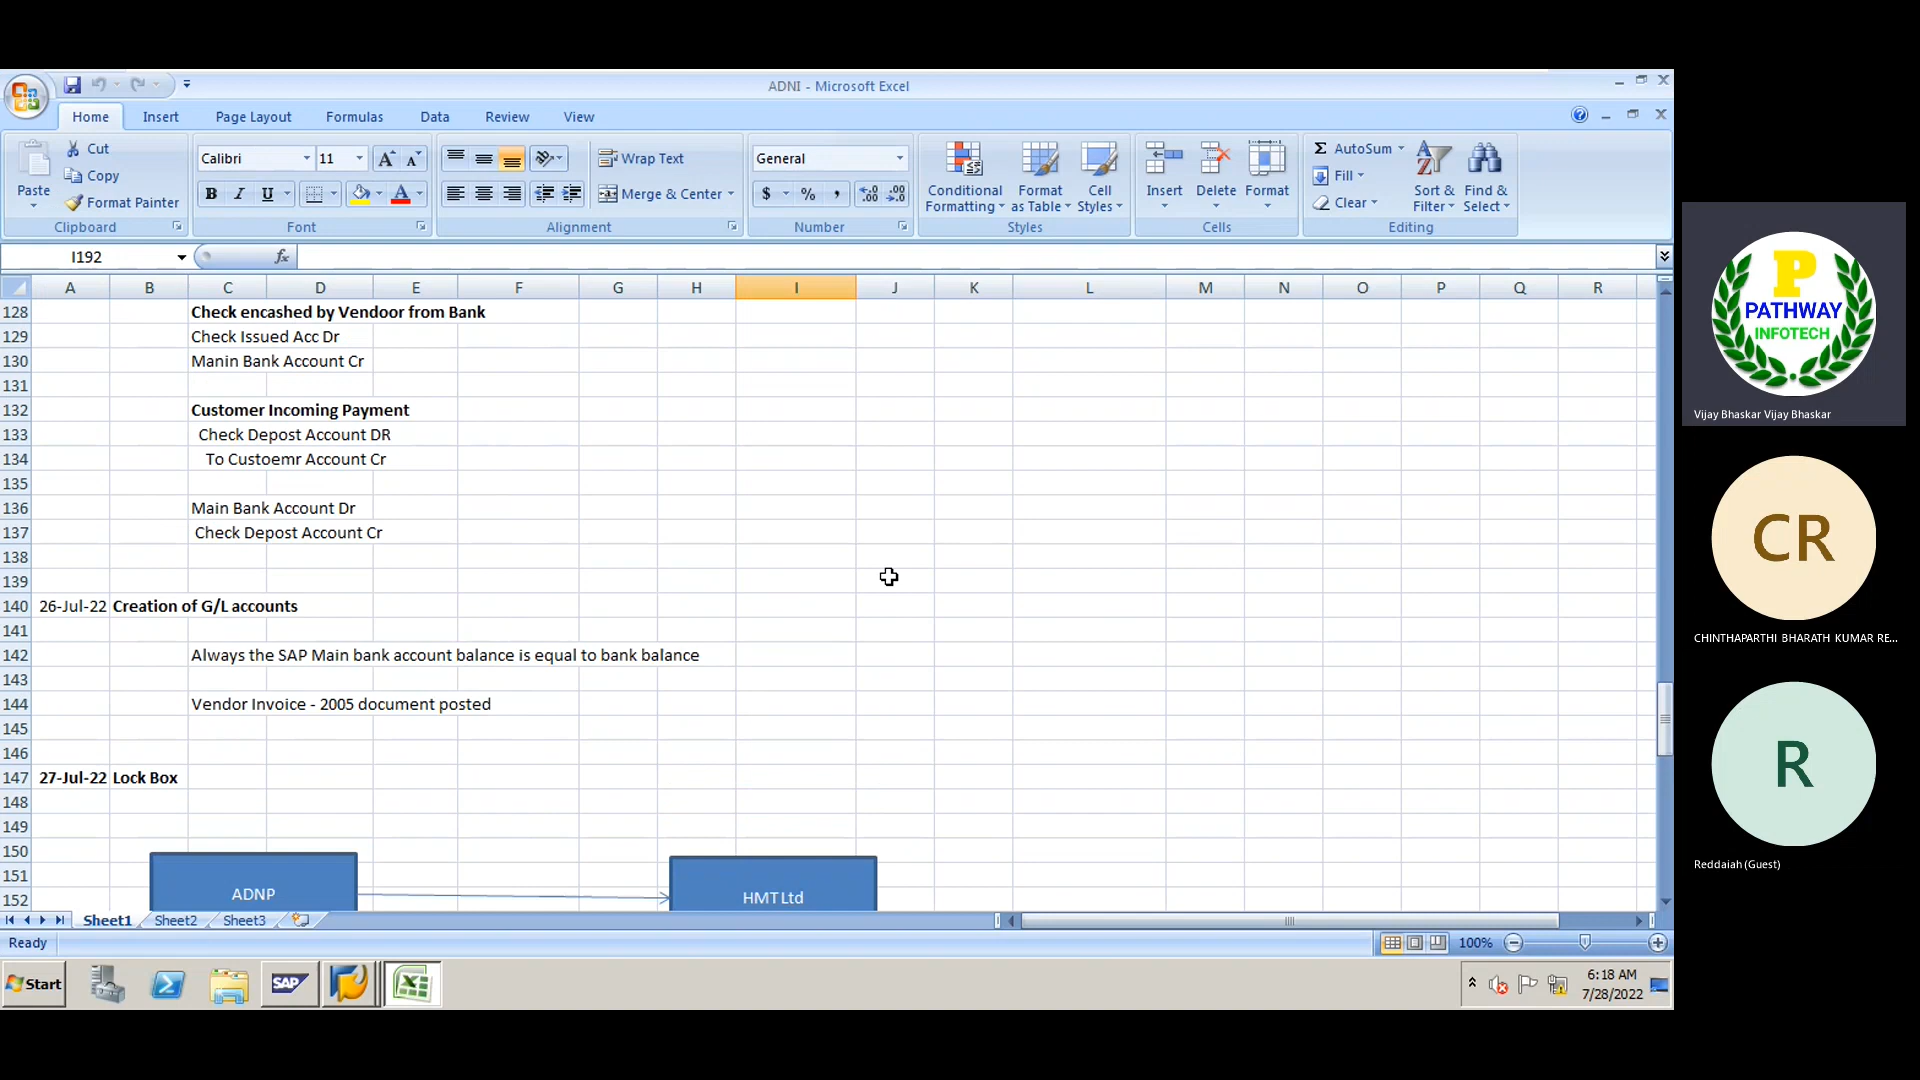 ADNI - Microsoft Excel
Home Insert Page Layout Formulas Data Review View
Paste Cut Copy Format Painter
Clipboard
Calibri 11 A A
B I U A
Font
Wrap Text
Merge & Center
Alignment
General
$ % , .0 .00 .00 .0
Number
Conditional Formatting Format as Table Cell Styles
Styles
Insert Delete Format
Cells
Σ AutoSum Fill Clear
Sort & Filter Find & Select
Editing
I192 fx
A B C D E F G H I J K L M N O P Q R
128 Check encashed by Vendoor from Bank
129 Check Issued Acc Dr
130 Manin Bank Account Cr
131
132 Customer Incoming Payment
133 Check Depost Account DR
134 To Custoemr Account Cr
135
136 Main Bank Account Dr
137 Check Depost Account Cr
138
139
140 26-Jul-22 Creation of G/L accounts
141
142 Always the SAP Main bank account balance is equal to bank balance
143
144 Vendor Invoice - 2005 document posted
145
146
147 27-Jul-22 Lock Box
148
149
150
151
152 ADNP HMT Ltd
Sheet1 Sheet2 Sheet3
Ready 100%
Start SAP
6:18 AM
7/28/2022
P
PATHWAY
INFOTECH
Vijay Bhaskar Vijay Bhaskar
CR
CHINTHAPARTHI BHARATH KUMAR RE...
R
Reddaiah (Guest)